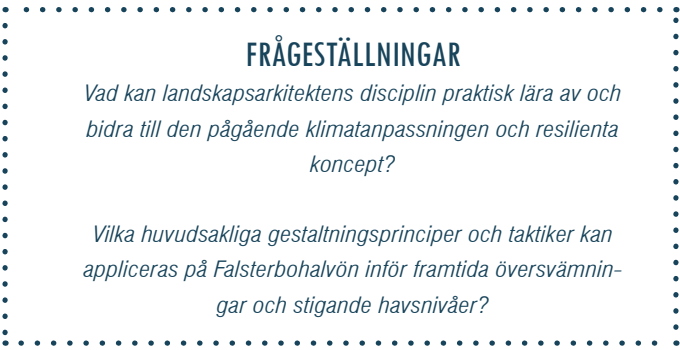 FRÅGESTÄLLNINGAR
Vad kan landskapsarkitektens disciplin praktisk lära av och
bidra till den pågående klimatanpassningen och resilienta
koncept?
Vilka huvudsakliga gestaltningsprinciper och taktiker kan
appliceras på Falsterbohalvön inför framtida översvämnin-
gar och stigande havsnivåer?